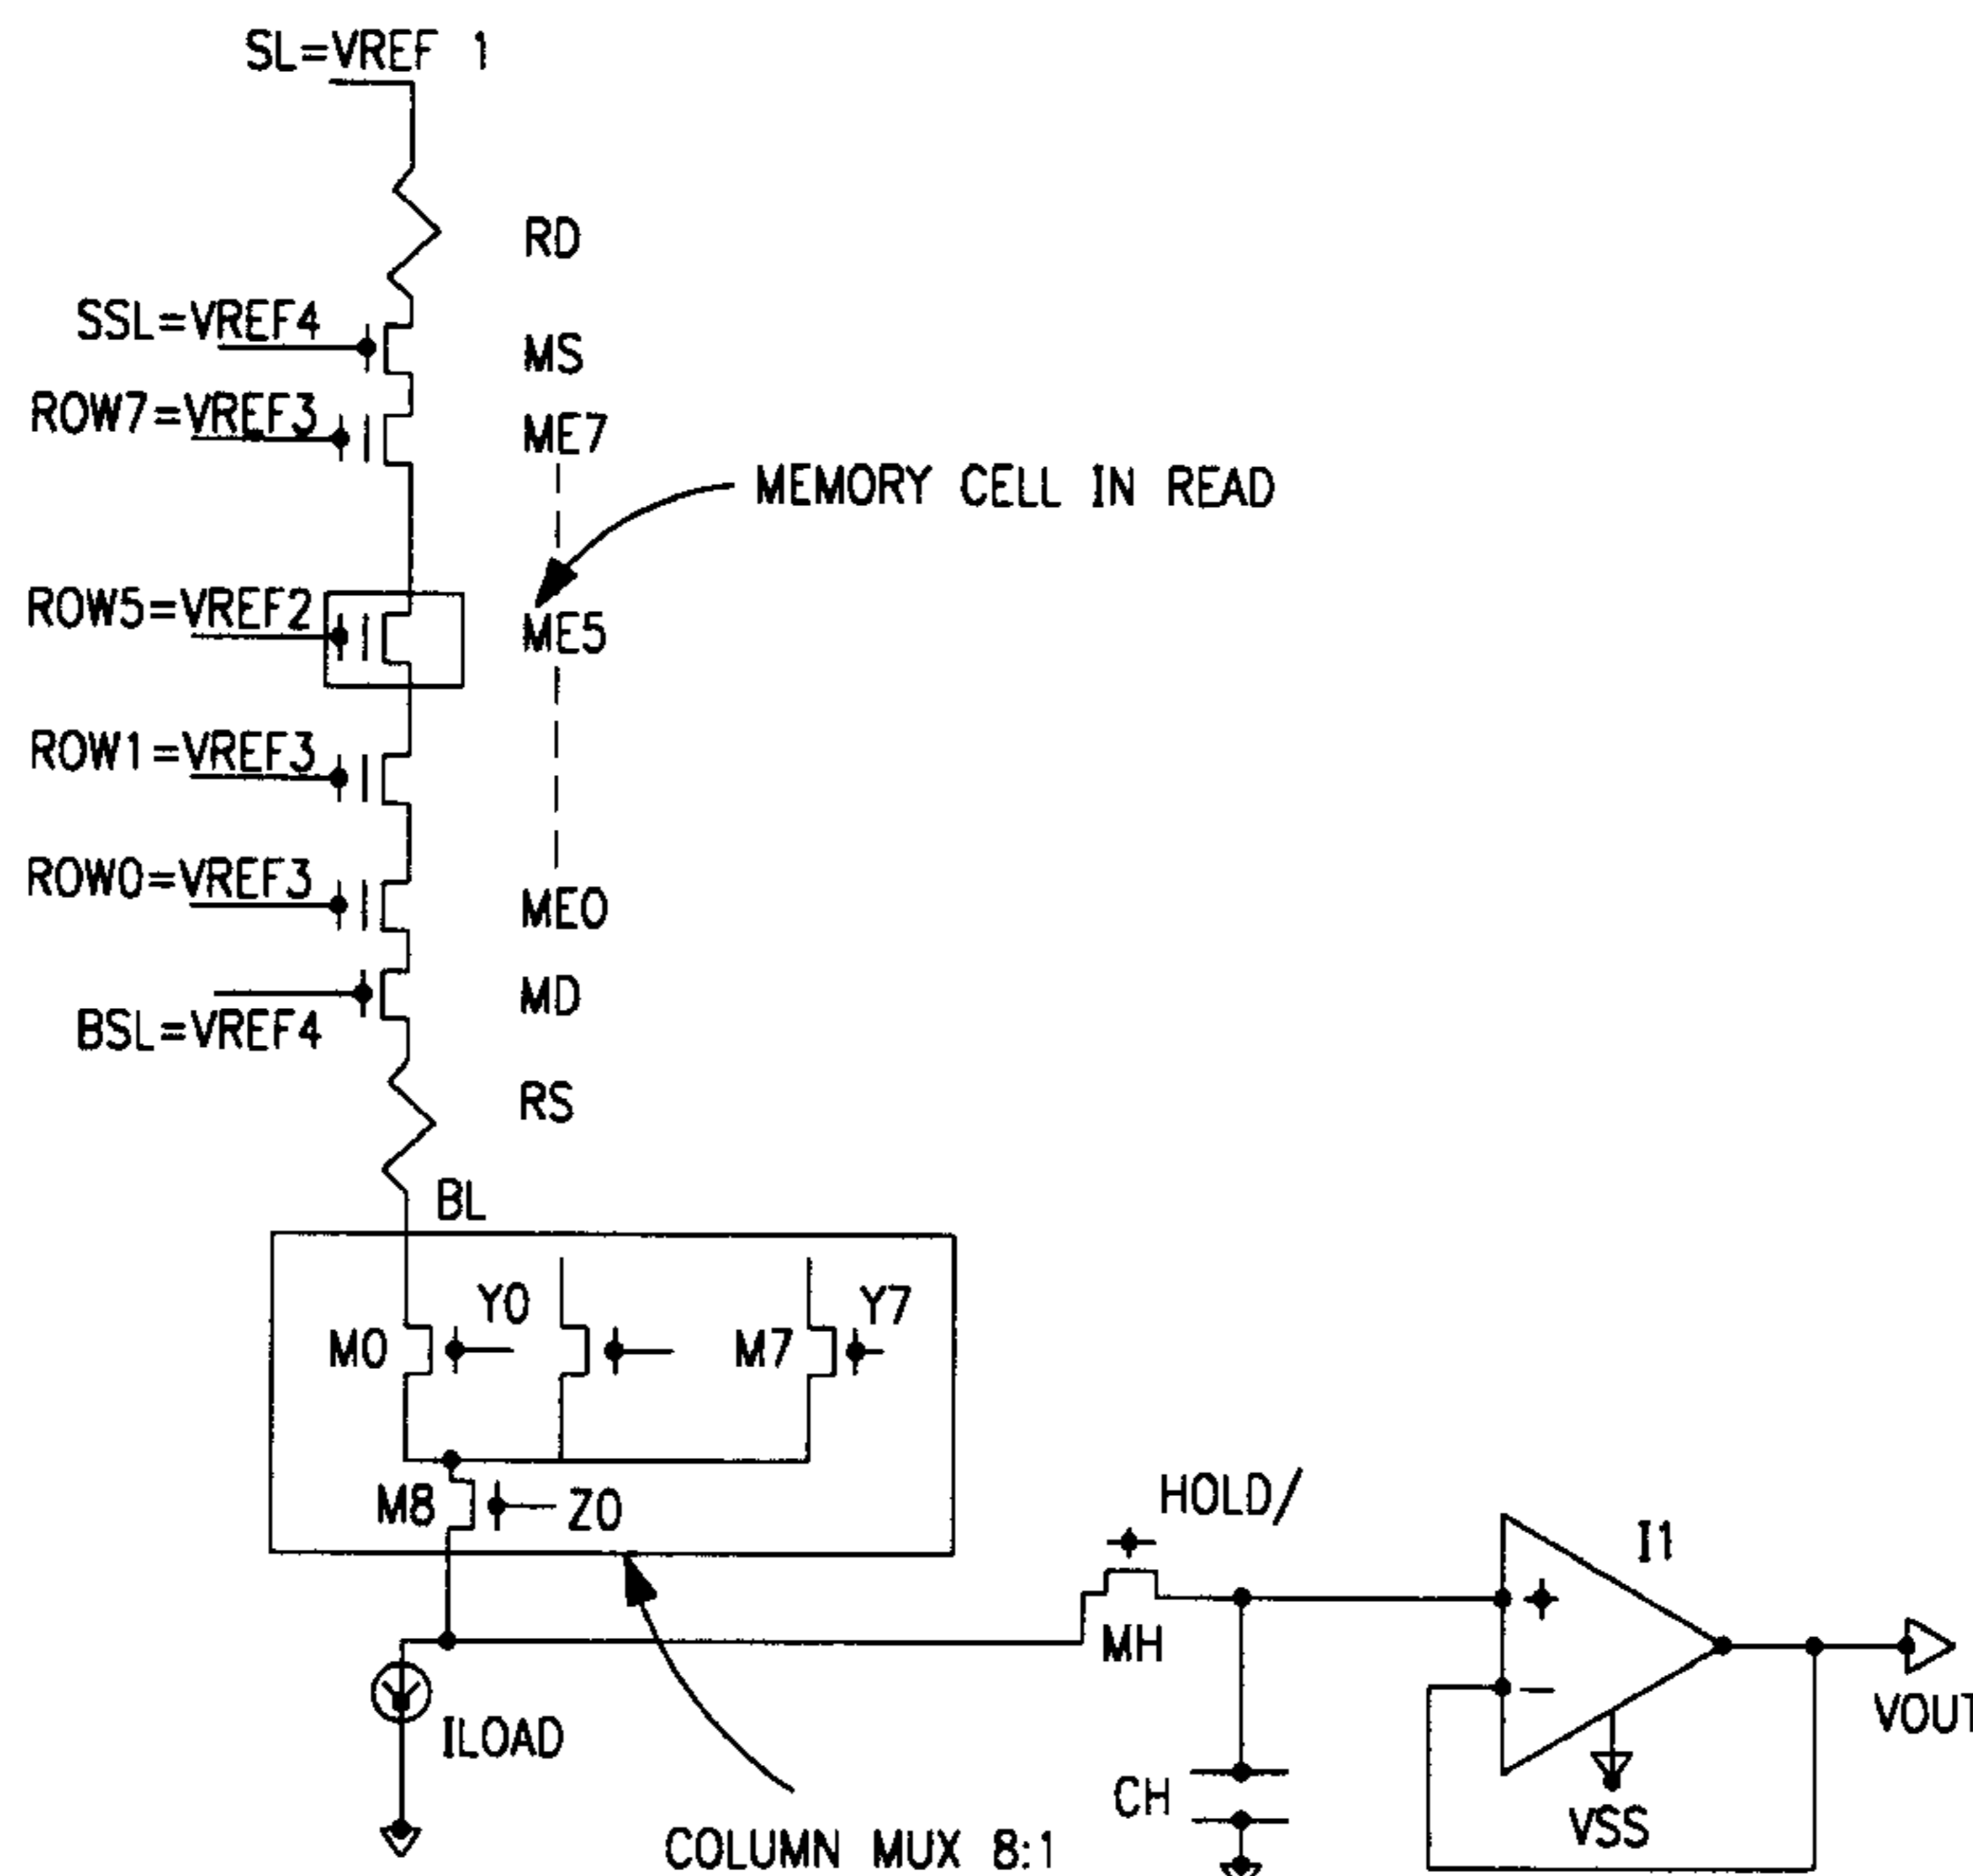 SL=VREF 1
RD
SSL=VREF4
MS
ROW7=VREF3
ME7
MEMORY CELL IN READ
ROW5=VREF2
ME5
ROW1=VREF3
ROW0=VREF3
ME0
MD
BSL=VREF4
RS
BL
Y0
Y7
M0
M7
M8
Z0
HOLD/
I1
+
MH
−
ILOAD
VOUT
CH
VSS
COLUMN MUX 8:1